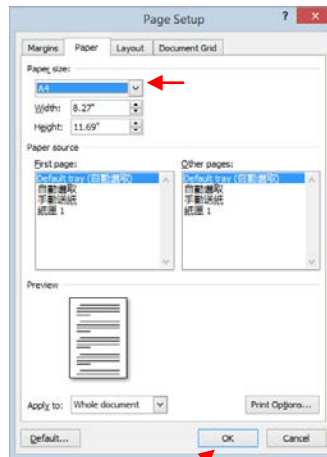 Page Setup ? ×
Margins Paper Layout Document Grid
Paper size:
A4
Width: 8.27"
Height: 11.69"
Paper source
First page: Other pages:
Default tray (自動選取) Default tray (自動選取)
自動選取 自動選取
手動送紙 手動送紙
紙匣 1 紙匣 1
Preview
Apply to: Whole document Print Options...
Default... OK Cancel